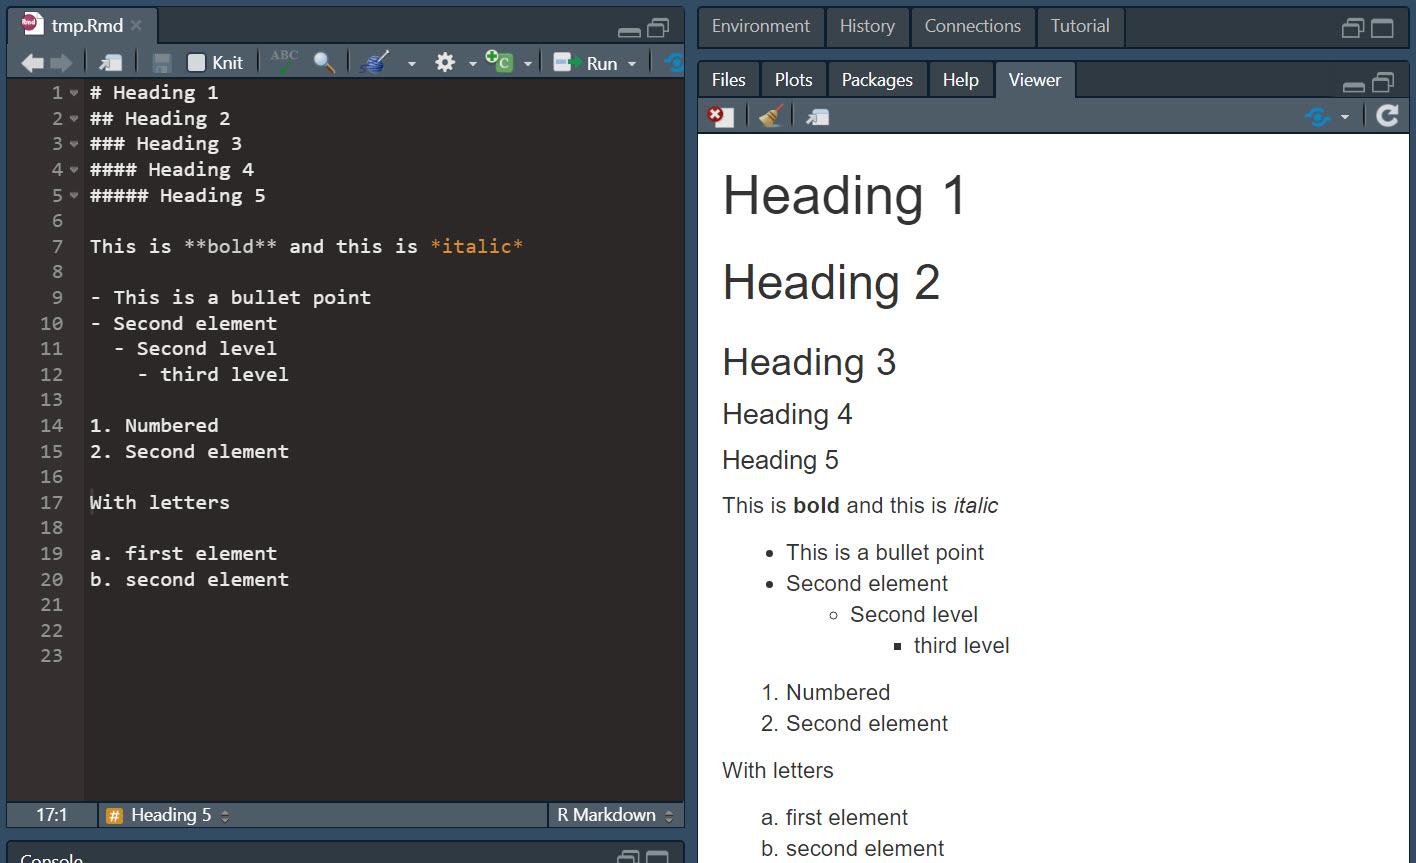 tmp.Rmd
Knit
ABC
Run
1 # Heading 1
2 ## Heading 2
3 ### Heading 3
4 #### Heading 4
5 ##### Heading 5
6
7 This is **bold** and this is *italic*
8
9 - This is a bullet point
10 - Second element
11   - Second level
12     - third level
13
14 1. Numbered
15 2. Second element
16
17 With letters
18
19 a. first element
20 b. second element
21
22
23
17:1 # Heading 5 R Markdown
Console
Environment History Connections Tutorial
Files Plots Packages Help Viewer
Heading 1
Heading 2
Heading 3
Heading 4
Heading 5
This is bold and this is italic
• This is a bullet point
• Second element
◦ Second level
▪ third level
1. Numbered
2. Second element
With letters
a. first element
b. second element